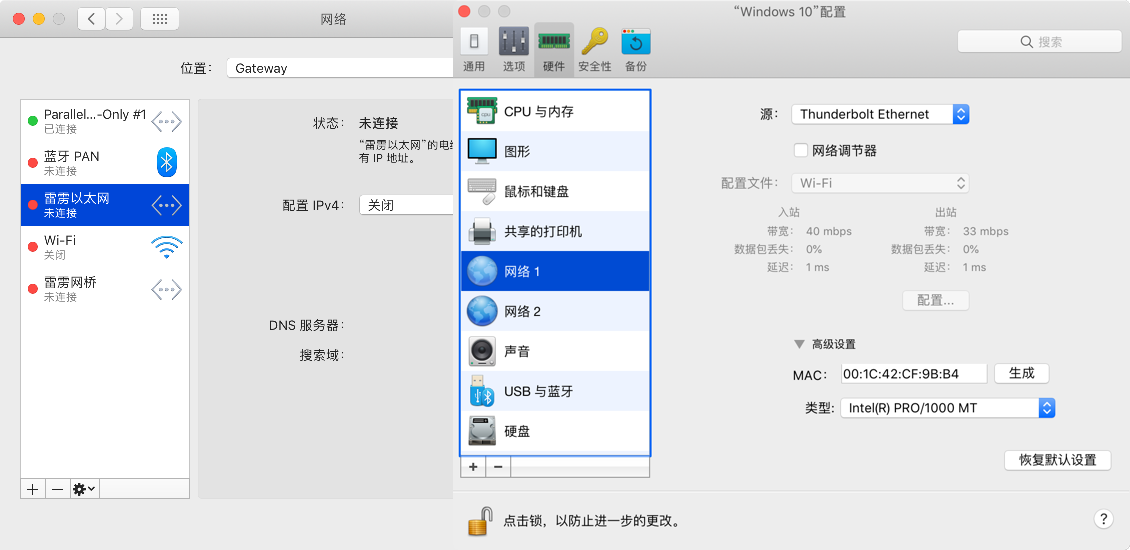 网络
位置： Gateway
Parallel...-Only #1
已连接
蓝牙 PAN
未连接
雷雳以太网
未连接
Wi-Fi
关闭
雷雳网桥
未连接
状态： 未连接
“雷雳以太网”的电缆
有 IP 地址。
配置 IPv4： 关闭
DNS 服务器：
搜索域：
“Windows 10”配置
通用 选项 硬件 安全性 备份
搜索
CPU 与内存
图形
鼠标和键盘
共享的打印机
网络 1
网络 2
声音
USB 与蓝牙
硬盘
源： Thunderbolt Ethernet
网络调节器
配置文件： Wi-Fi
入站 出站
带宽： 40 mbps 带宽： 33 mbps
数据包丢失： 0% 数据包丢失： 0%
延迟： 1 ms 延迟： 1 ms
配置...
高级设置
MAC： 00:1C:42:CF:9B:B4 生成
类型: Intel(R) PRO/1000 MT
恢复默认设置
点击锁，以防止进一步的更改。
?